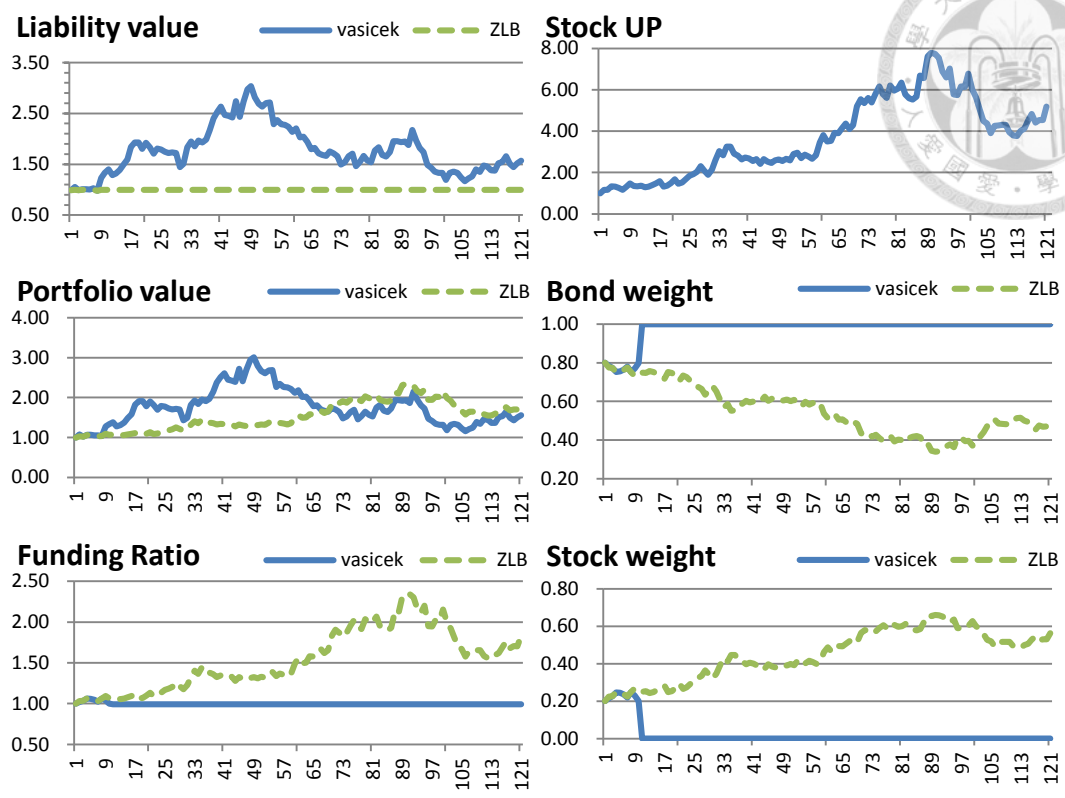 Liability value
vasicek ZLB
3.50
2.50
1.50
0.50
1 9 17 25 33 41 49 57 65 73 81 89 97 105 113 121
Stock UP
8.00
6.00
4.00
2.00
0.00
1 9 17 25 33 41 49 57 65 73 81 89 97 105 113 121
Portfolio value
vasicek ZLB
4.00
3.00
2.00
1.00
0.00
1 9 17 25 33 41 49 57 65 73 81 89 97 105 113 121
Bond weight
vasicek ZLB
1.00
0.80
0.60
0.40
0.20
1 9 17 25 33 41 49 57 65 73 81 89 97 105 113 121
Funding Ratio
vasicek ZLB
2.50
2.00
1.50
1.00
0.50
1 9 17 25 33 41 49 57 65 73 81 89 97 105 113 121
Stock weight
vasicek ZLB
0.80
0.60
0.40
0.20
0.00
1 9 17 25 33 41 49 57 65 73 81 89 97 105 113 121
學 大
人 愛 國 愛 學